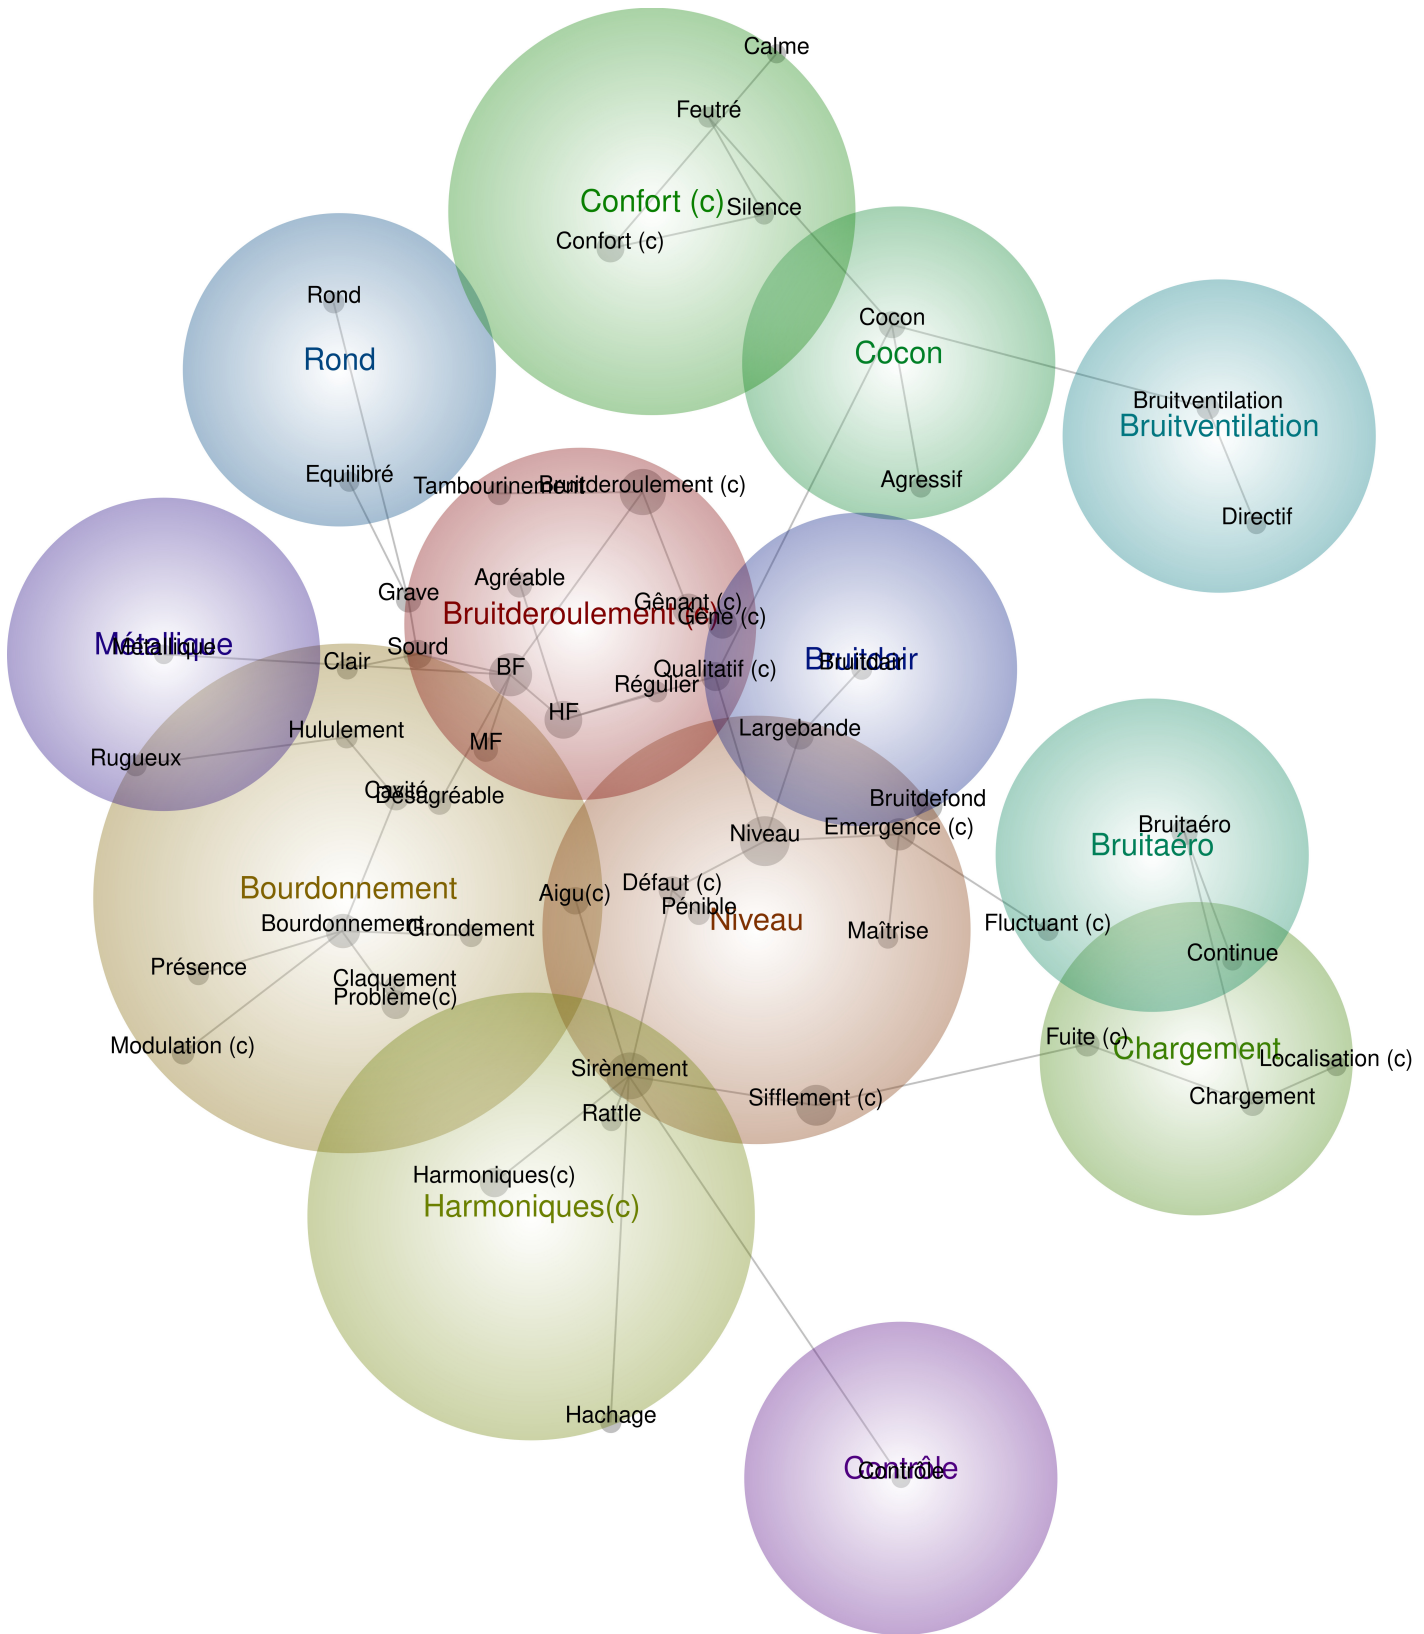 Calme
Feutré
Confort (c)
Silence
Confort (c)
Rond
Cocon
Rond
Cocon
Bruitventilation
Bruitventilation
Equilibré
Tambourinement
Bruitderoulement (c)
Agressif
Directif
Agréable
Grave
Gênant (c)
Bruitderoulement (c)
Gêne (c)
Métallique
Métallique
Clair
Sourd
BF
Régulier
Qualitatif (c)
Bruitdair
Bruitdair
HF
Hululement
MF
Largebande
Rugueux
Cavité
Désagréable
Bruitdefond
Niveau
Emergence (c)
Bruitaéro
Bruitaéro
Bourdonnement
Aigu(c)
Défaut (c)
Pénible
Niveau
Bourdonnement
Grondement
Maîtrise
Fluctuant (c)
Présence
Continue
Claquement
Problème(c)
Modulation (c)
Fuite (c)
Chargement
Localisation (c)
Sirènement
Sifflement (c)
Chargement
Rattle
Harmoniques(c)
Harmoniques(c)
Hachage
Contrôle
Contrôle